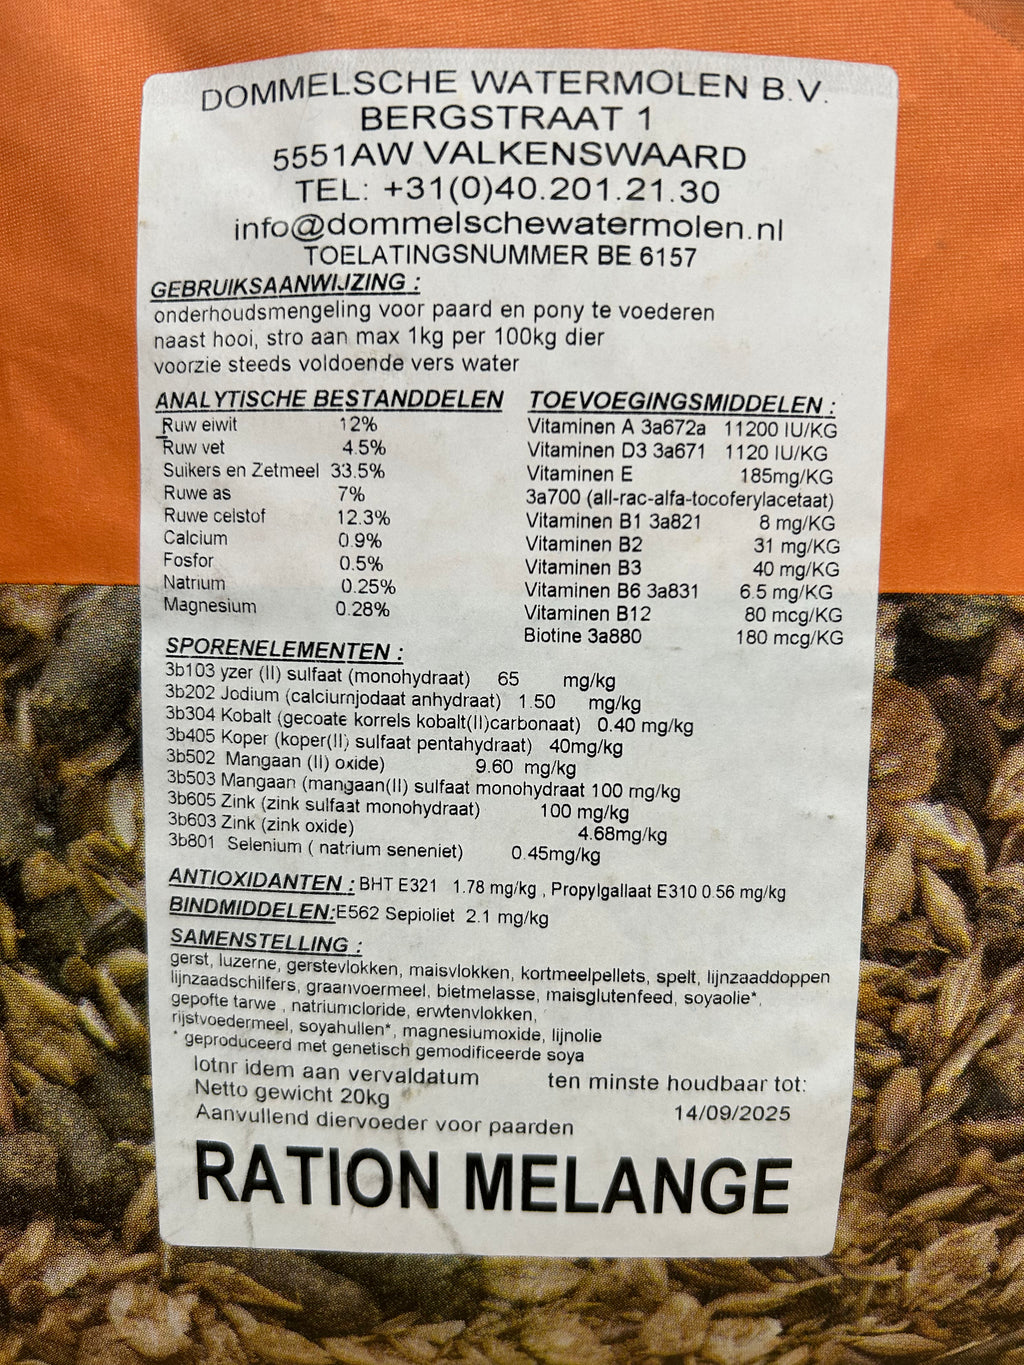 DOMMELSCHE WATERMOLEN B.V.
BERGSTRAAT 1
5551AW VALKENSWAARD
TEL: +31(0)40.201.21.30
info@dommelschewatermolen.nl
TOELATINGSNUMMER BE 6157
GEBRUIKSAANWIJZING :
onderhoudsmengeling voor paard en pony te voederen
naast hooi, stro aan max 1kg per 100kg dier
voorzie steeds voldoende vers water
ANALYTISCHE BESTANDDELEN
Ruw eiwit 12%
Ruw vet 4.5%
Suikers en Zetmeel 33.5%
Ruwe as 7%
Ruwe celstof 12.3%
Calcium 0.9%
Fosfor 0.5%
Natrium 0.25%
Magnesium 0.28%
TOEVOEGINGSMIDDELEN :
Vitaminen A 3a672a 11200 IU/KG
Vitaminen D3 3a671 1120 IU/KG
Vitaminen E 185mg/KG
3a700 (all-rac-alfa-tocoferylacetaat)
Vitaminen B1 3a821 8 mg/KG
Vitaminen B2 31 mg/KG
Vitaminen B3 40 mg/KG
Vitaminen B6 3a831 6.5 mg/KG
Vitaminen B12 80 mcg/KG
Biotine 3a880 180 mcg/KG
SPORENELEMENTEN :
3b103 yzer (II) sulfaat (monohydraat) 65 mg/kg
3b202 Jodium (calciumjodaat anhydraat) 1.50 mg/kg
3b304 Kobalt (gecoate korrels kobalt(II)carbonaat) 0.40 mg/kg
3b405 Koper (koper(II) sulfaat pentahydraat) 40mg/kg
3b502 Mangaan (II) oxide) 9.60 mg/kg
3b503 Mangaan (mangaan(II) sulfaat monohydraat 100 mg/kg
3b605 Zink (zink sulfaat monohydraat) 100 mg/kg
3b603 Zink (zink oxide) 4.68mg/kg
3b801 Selenium ( natrium seneniet) 0.45mg/kg
ANTIOXIDANTEN : BHT E321 1.78 mg/kg , Propylgallaat E310 0.56 mg/kg
BINDMIDDELEN:E562 Sepioliet 2.1 mg/kg
SAMENSTELLING :
gerst, luzerne, gerstevlokken, maisvlokken, kortmeelpellets, spelt, lijnzaaddoppen
lijnzaadschilfers, graanvoermeel, bietmelasse, maisglutenfeed, soyaolie*,
gepofte tarwe , natriumcloride, erwtenvlokken,
rijstvoedermeel, soyahullen*, magnesiumoxide, lijnolie
* geproduceerd met genetisch gemodificeerde soya
lotnr idem aan vervaldatum ten minste houdbaar tot:
Netto gewicht 20kg 14/09/2025
Aanvullend diervoeder voor paarden
RATION MELANGE